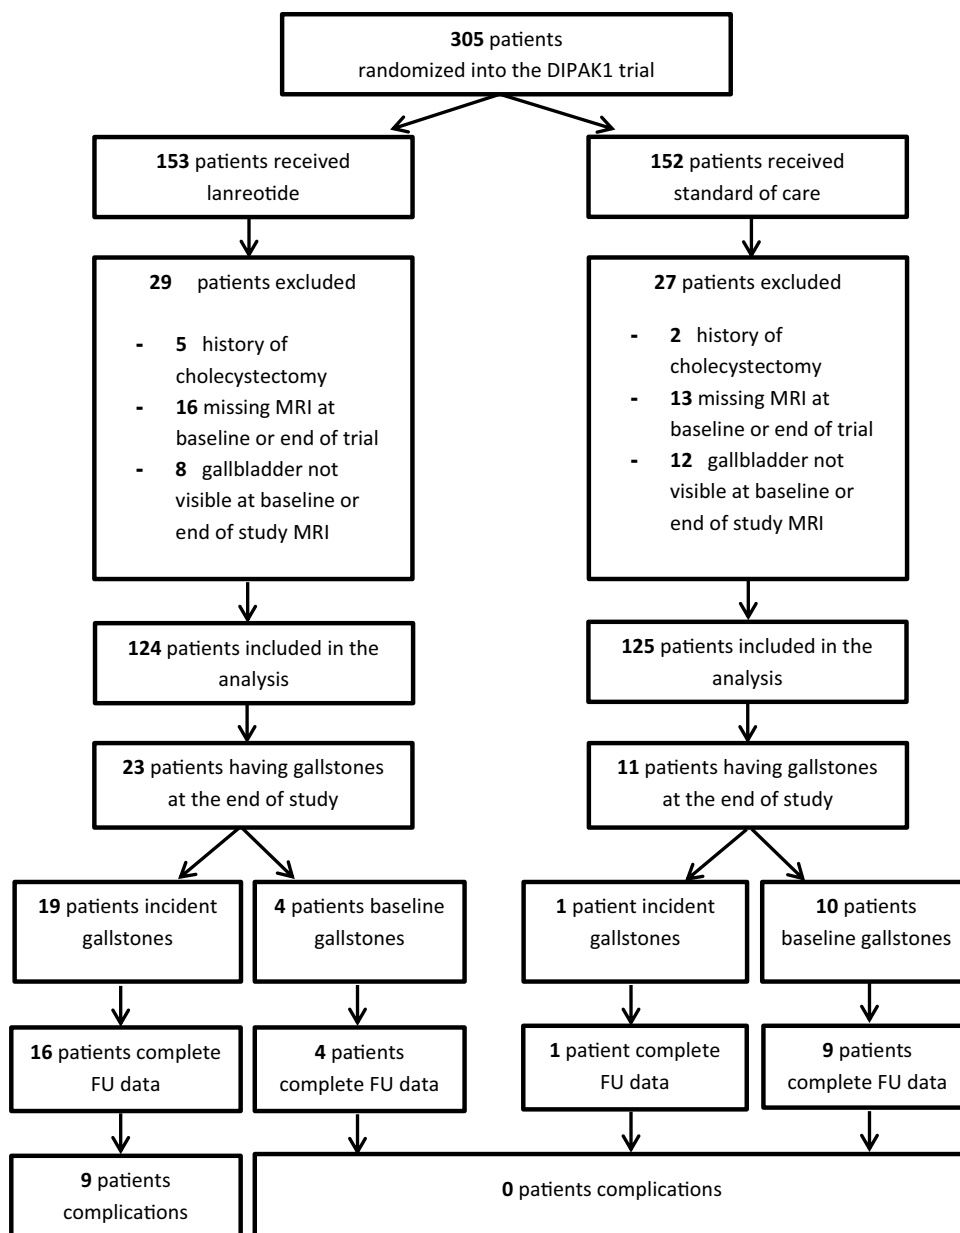 305 patients
randomized into the DIPAK1 trial
153 patients received
lanreotide
152 patients received
standard of care
29 patients excluded
- 5 history of
cholecystectomy
- 16 missing MRI at
baseline or end of trial
- 8 gallbladder not
visible at baseline or
end of study MRI
27 patients excluded
- 2 history of
cholecystectomy
- 13 missing MRI at
baseline or end of trial
- 12 gallbladder not
visible at baseline or
end of study MRI
124 patients included in the
analysis
125 patients included in the
analysis
23 patients having gallstones
at the end of study
11 patients having gallstones
at the end of study
19 patients incident
gallstones
4 patients baseline
gallstones
1 patient incident
gallstones
10 patients
baseline gallstones
16 patients complete
FU data
4 patients
complete FU data
1 patient complete
FU data
9 patients
complete FU data
9 patients
complications
0 patients complications